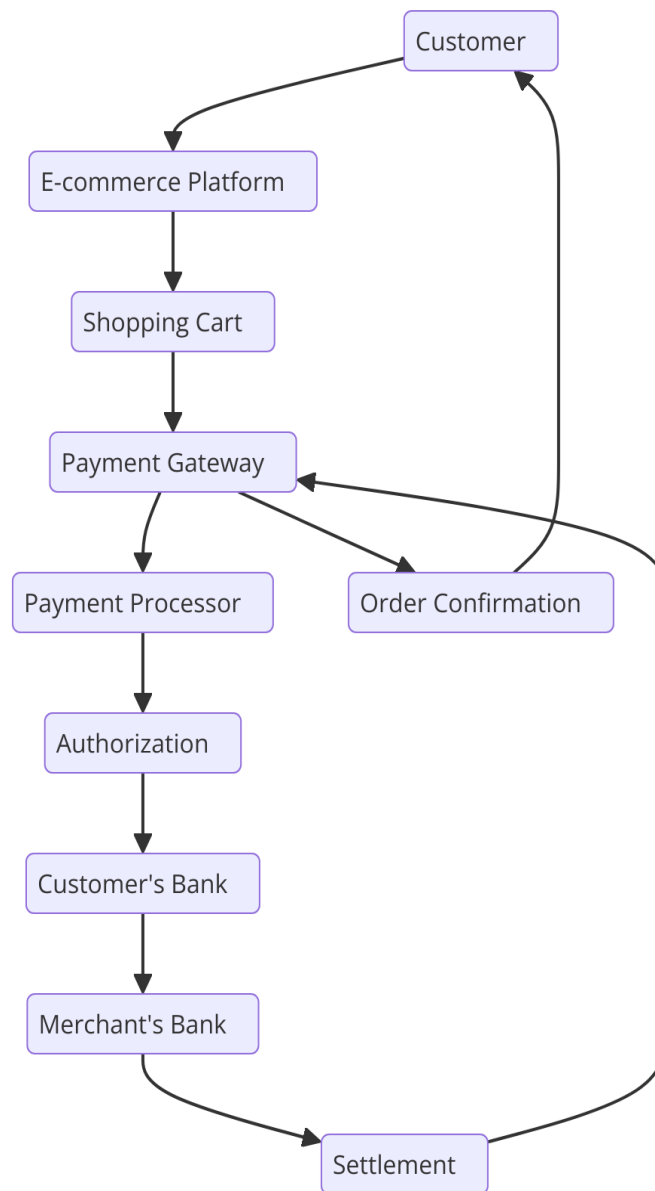 Customer
E-commerce Platform
Shopping Cart
Payment Gateway
Payment Processor
Order Confirmation
Authorization
Customer's Bank
Merchant's Bank
Settlement